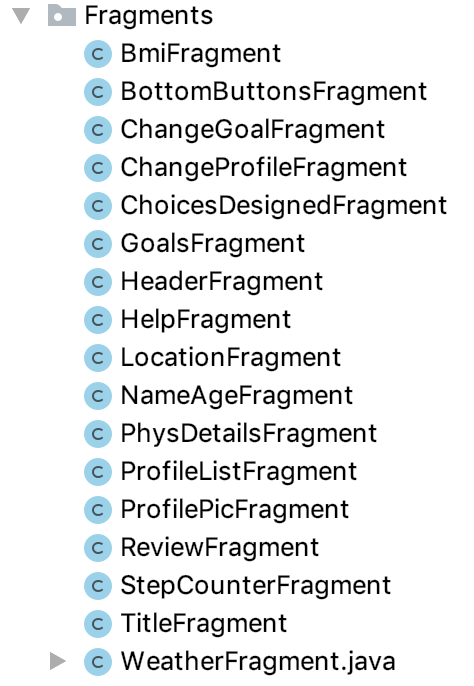 Fragments
BmiFragment
BottomButtonsFragment
ChangeGoalFragment
ChangeProfileFragment
ChoicesDesignedFragment
GoalsFragment
HeaderFragment
HelpFragment
LocationFragment
NameAgeFragment
PhysDetailsFragment
ProfileListFragment
ProfilePicFragment
ReviewFragment
StepCounterFragment
TitleFragment
WeatherFragment.java